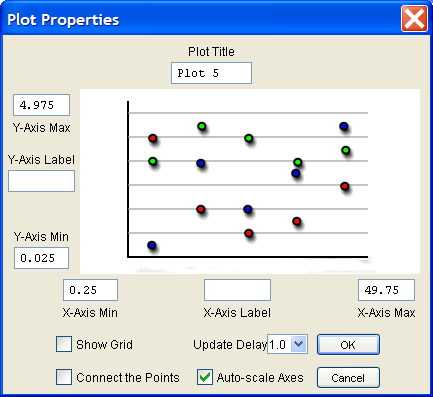 Plot Properties
Plot Title
Plot 5
4.975
Y-Axis Max
Y-Axis Label
Y-Axis Min
0.025
0.25
49.75
X-Axis Min
X-Axis Label
X-Axis Max
Show Grid
Update Delay 1.0
OK
Connect the Points
Auto-scale Axes
Cancel